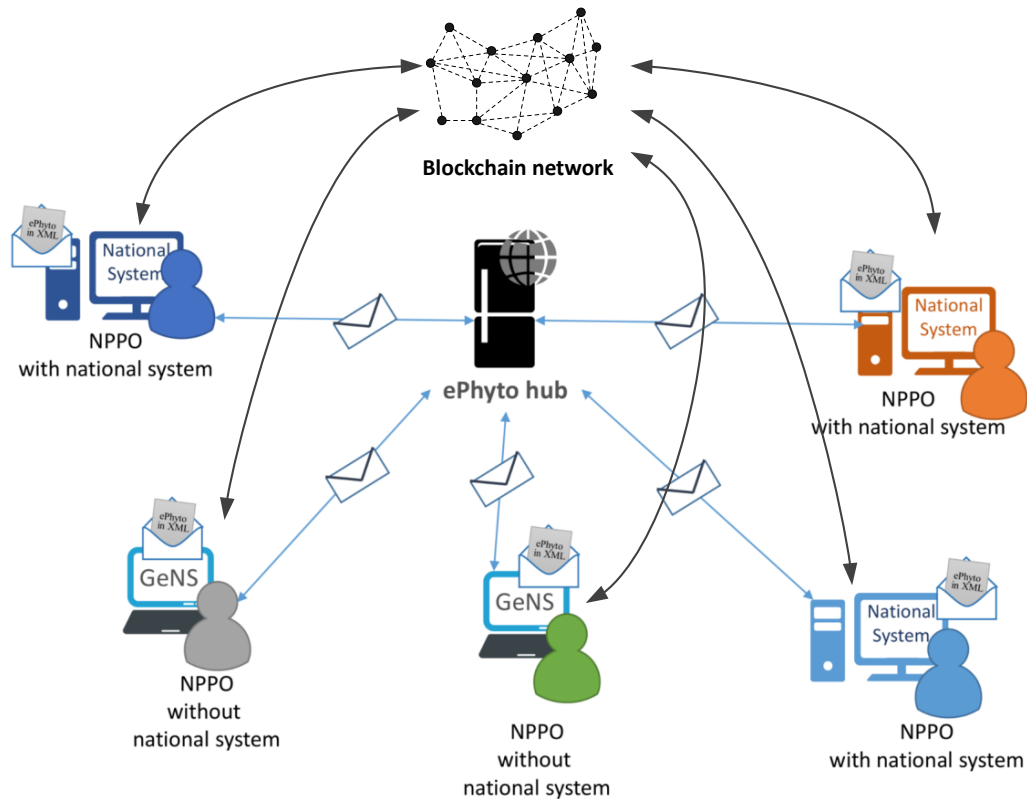 Blockchain network
ePhyto
in XML
National
System
NPPO
with national system
ePhyto hub
ePhyto
in XML
National
System
NPPO
with national system
ePhyto
in XML
GeNS
NPPO
without
national system
ePhyto
in XML
GeNS
NPPO
without
national system
ePhyto
in XML
National
System
NPPO
with national system